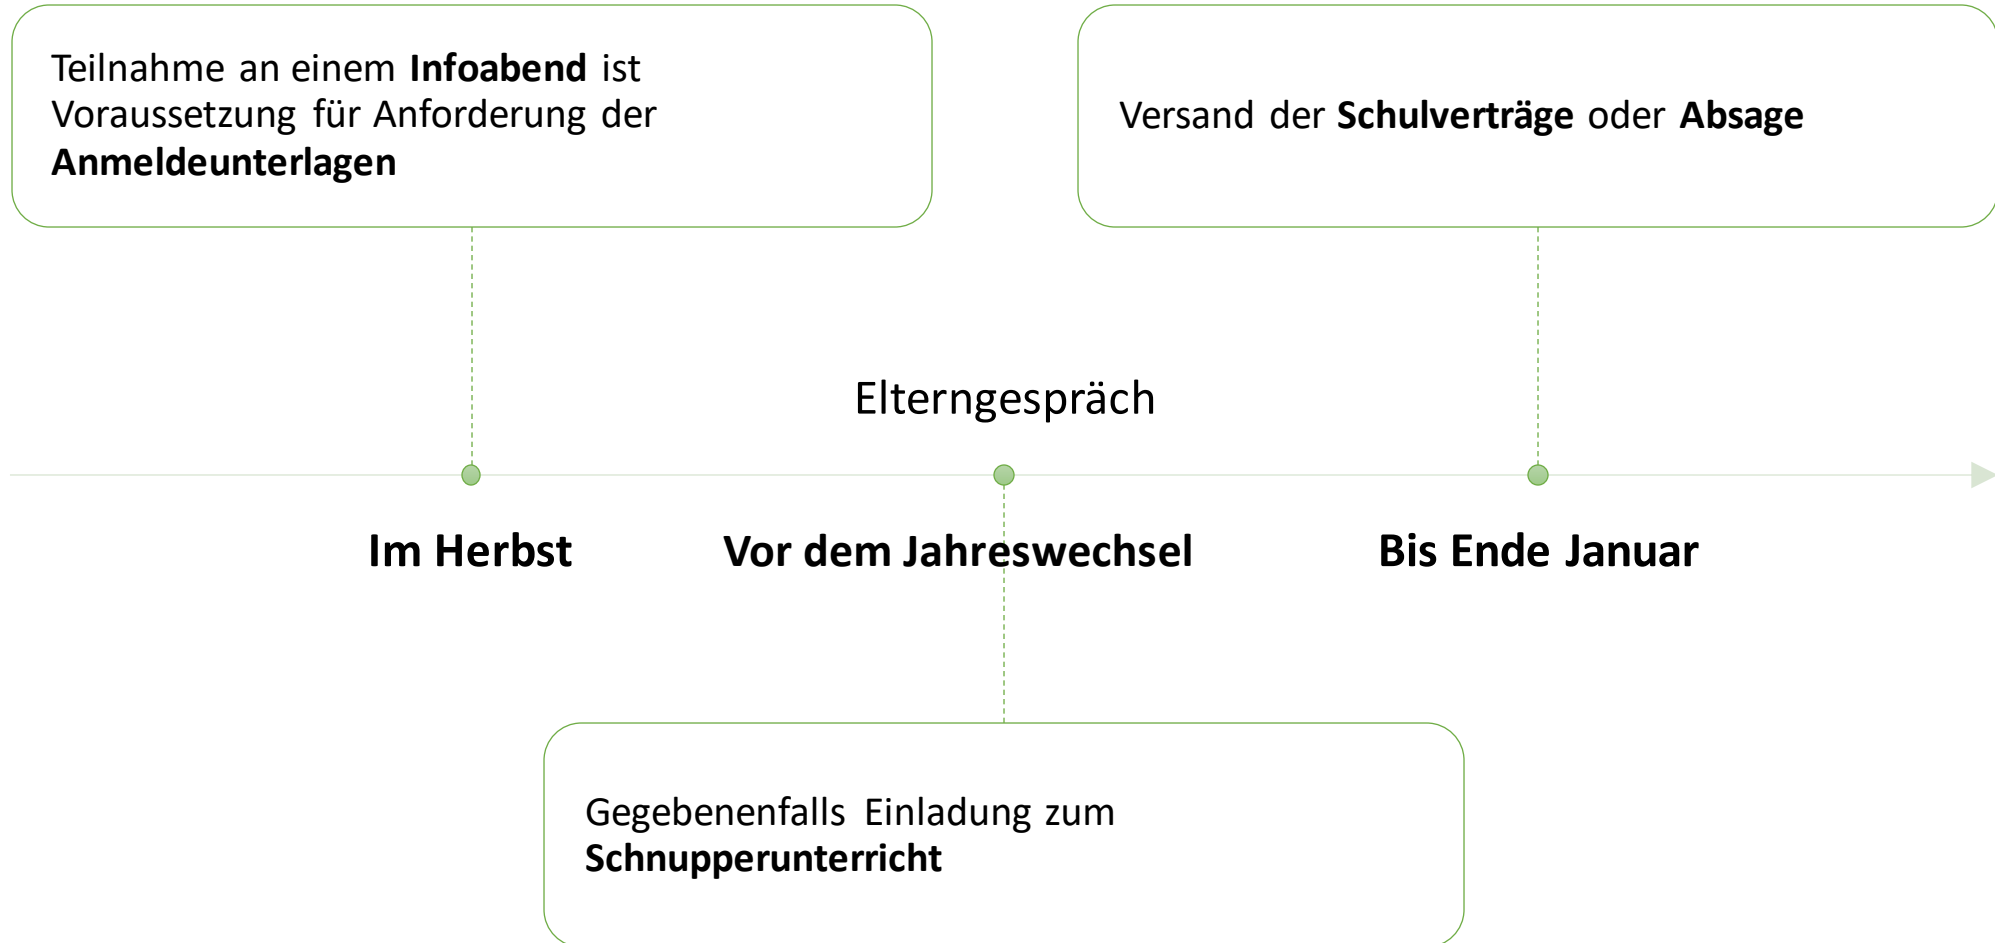 Teilnahme an einem Infoabend ist
Voraussetzung für Anforderung der
Anmeldeunterlagen
Versand der Schulverträge oder Absage
Elterngespräch
Im Herbst
Vor dem Jahreswechsel
Bis Ende Januar
Gegebenenfalls Einladung zum
Schnupperunterricht